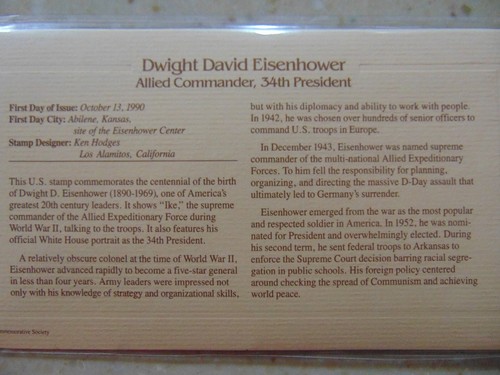 Dwight David Eisenhower
Allied Commander, 34th President
First Day of Issue: October 13, 1990
First Day City: Abilene, Kansas,
site of the Eisenhower Center
Stamp Designer: Ken Hodges
Los Alamitos, California
This U.S. stamp commemorates the centennial of the birth
of Dwight D. Eisenhower (1890-1969), one of America's
greatest 20th century leaders. It shows "Ike," the supreme
commander of the Allied Expeditionary Force during
World War II, talking to the troops. It also features his
official White House portrait as the 34th President.
A relatively obscure colonel at the time of World War II,
Eisenhower advanced rapidly to become a five-star general
in less than four years. Army leaders were impressed not
only with his knowledge of strategy and organizational skills,
but with his diplomacy and ability to work with people.
In 1942, he was chosen over hundreds of senior officers to
command U.S. troops in Europe.
In December 1943, Eisenhower was named supreme
commander of the multi-national Allied Expeditionary
Forces. To him fell the responsibility for planning,
organizing, and directing the massive D-Day assault that
ultimately led to Germany's surrender.
Eisenhower emerged from the war as the most popular
and respected soldier in America. In 1952, he was nomi-
nated for President and overwhelmingly elected. During
his second term, he sent federal troops to Arkansas to
enforce the Supreme Court decision barring racial segre-
gation in public schools. His foreign policy centered
around checking the spread of Communism and achieving
world peace.
Society